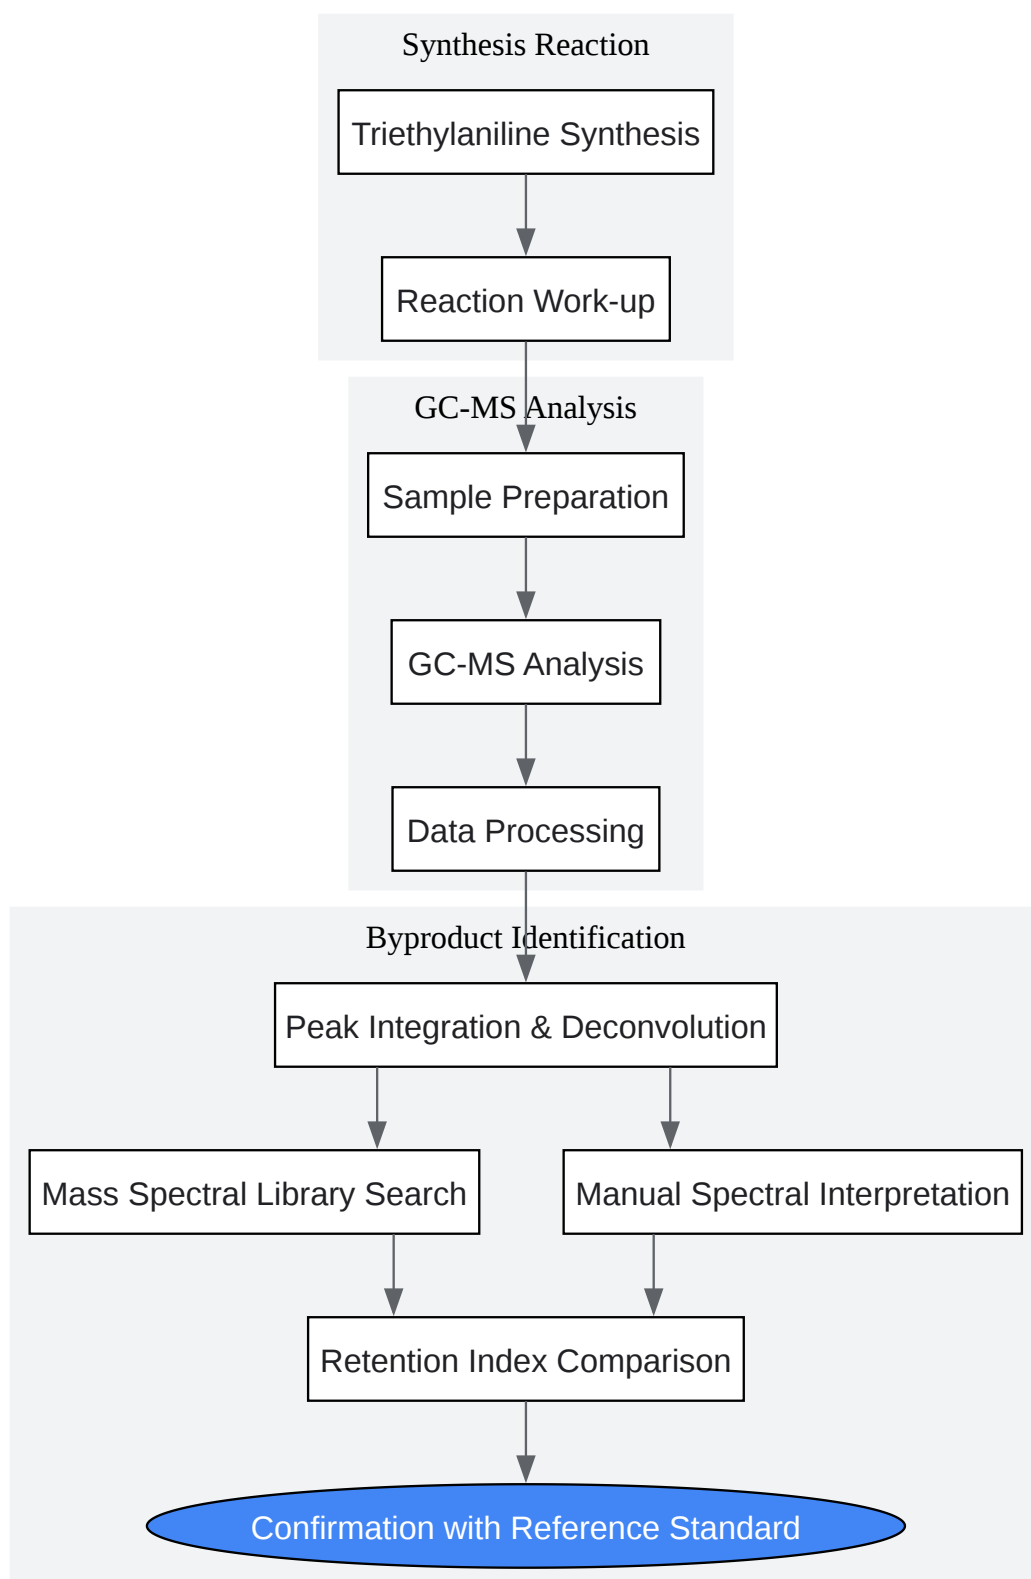 Synthesis Reaction
Triethylaniline Synthesis
Reaction Work-up
GC-MS Analysis
Sample Preparation
GC-MS Analysis
Data Processing
Byproduct Identification
Peak Integration & Deconvolution
Mass Spectral Library Search
Manual Spectral Interpretation
Retention Index Comparison
Confirmation with Reference Standard